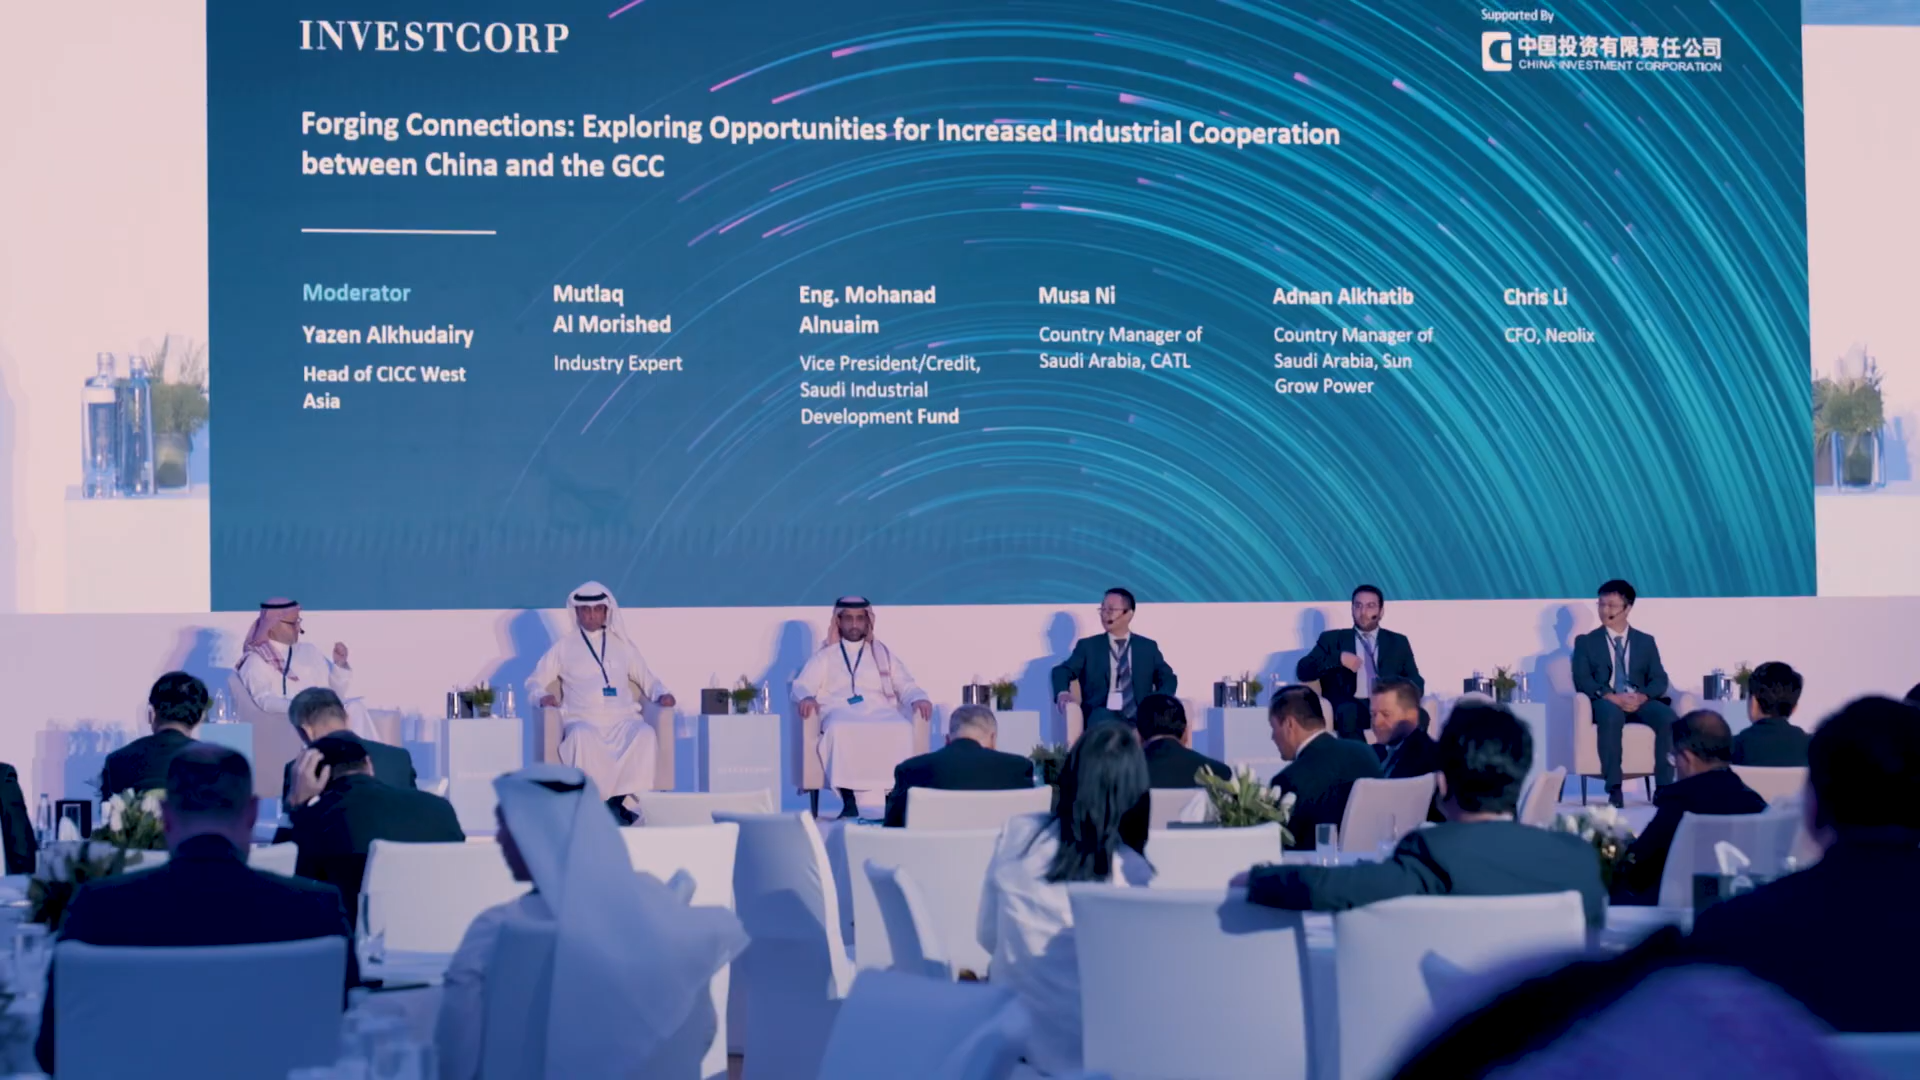 INVESTCORP
Supported By
中国投资有限责任公司
CHINA INVESTMENT CORPORATION
Forging Connections: Exploring Opportunities for Increased Industrial Cooperation
between China and the GCC
Moderator
Yazen Alkhudairy
Head of CICC West
Asia
Mutlaq
Al Morished
Industry Expert
Eng. Mohanad
Alnuaim
Vice President/Credit,
Saudi Industrial
Development Fund
Musa Ni
Country Manager of
Saudi Arabia, CATL
Adnan Alkhatib
Country Manager of
Saudi Arabia, Sun
Grow Power
Chris Li
CFO, Neolix